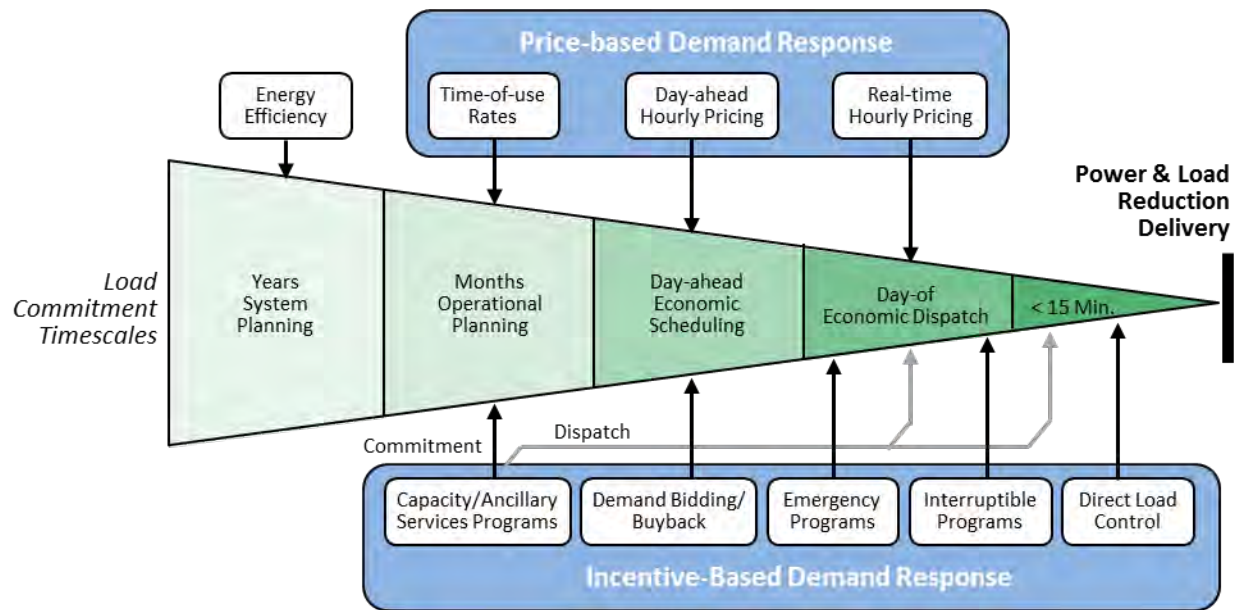 Price-based Demand Response
Energy
Efficiency
Time-of-use
Rates
Day-ahead
Hourly Pricing
Real-time
Hourly Pricing
Power & Load
Reduction
Delivery
Load
Commitment
Timescales
Years
System
Planning
Months
Operational
Planning
Day-ahead
Economic
Scheduling
Day-of
Economic Dispatch
< 15 Min.
Commitment
Dispatch
Capacity/Ancillary
Services Programs
Demand Bidding/
Buyback
Emergency
Programs
Interruptible
Programs
Direct Load
Control
Incentive-Based Demand Response